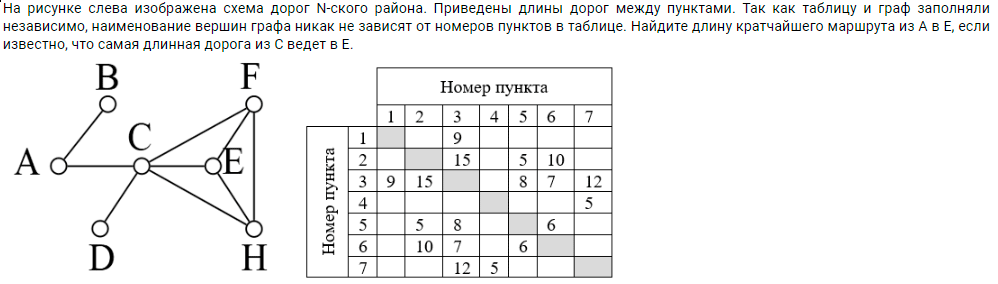 На рисунке слева изображена схема дорог N-ского района. Приведены длины дорог между пунктами. Так как таблицу и граф заполняли
независимо, наименование вершин графа никак не зависят от номеров пунктов в таблице. Найдите длину кратчайшего маршрута из A в E, если
известно, что самая длинная дорога из C ведет в E.
B
F
C
A
E
D
H
Номер пункта
1 2 3 4 5 6 7
Номер пункта
1 9
2 15 5 10
3 9 15 8 7 12
4 5
5 5 8 6
6 10 7 6
7 12 5